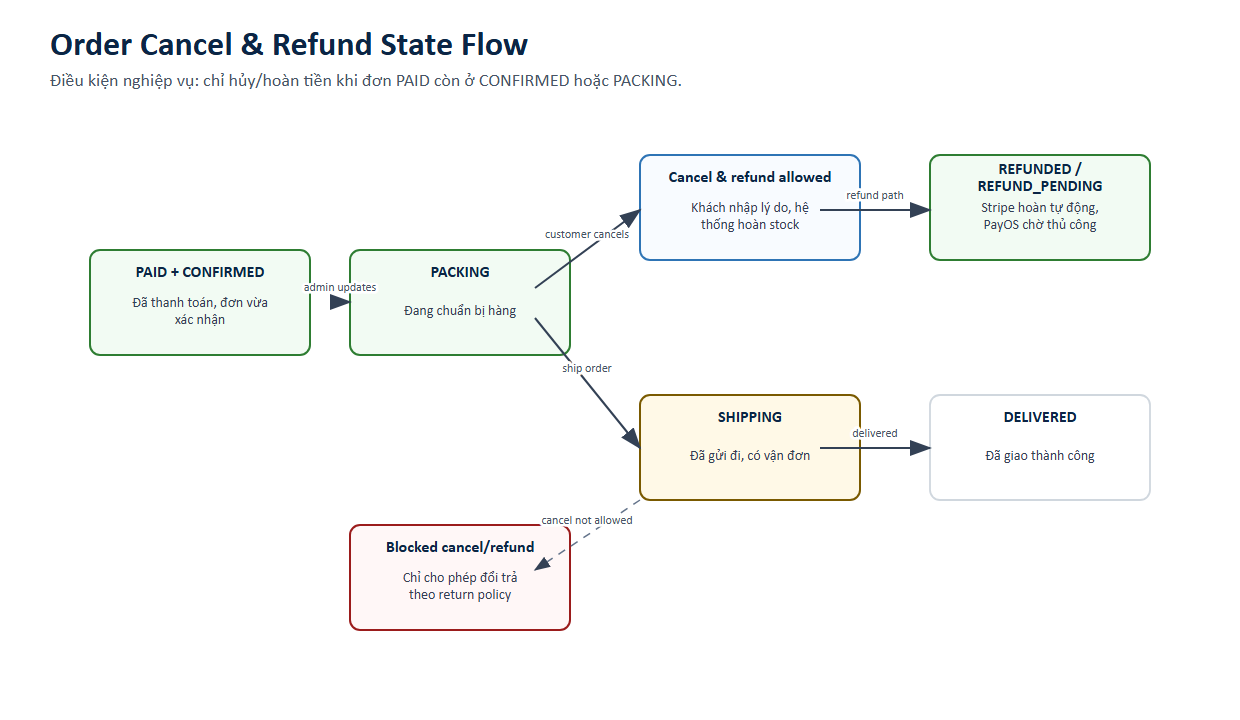 Order Cancel & Refund State Flow
Điều kiện nghiệp vụ: chỉ hủy/hoàn tiền khi đơn PAID còn ở CONFIRMED hoặc PACKING.
Cancel & refund allowed
Khách nhập lý do, hệ
thống hoàn stock
refund path
REFUNDED /
REFUND_PENDING
Stripe hoàn tự động,
PayOS chờ thủ công
customer cancels
PAID + CONFIRMED
Đã thanh toán, đơn vừa
xác nhận
admin updates
PACKING
Đang chuẩn bị hàng
ship order
SHIPPING
Đã gửi đi, có vận đơn
delivered
DELIVERED
Đã giao thành công
cancel not allowed
Blocked cancel/refund
Chỉ cho phép đổi trả
theo return policy